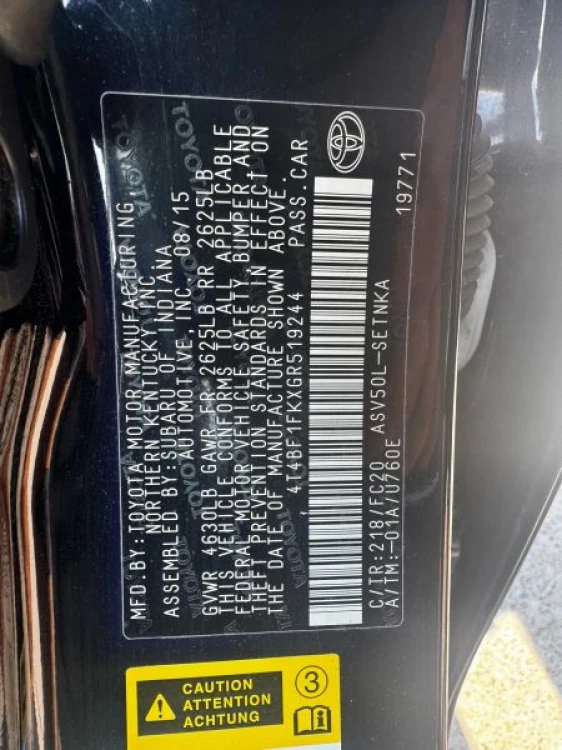 MFD.BY:TOYOTA MOTOR MANUFACTURING
NORTHERN KENTUCKY,INC.
ASSEMBLED BY:SUBARU OF INDIANA
AUTOMOTIVE, INC. 08/15
GVWR 4630LB GAWR FR 2625LB RR 2625LB
THIS VEHICLE CONFORMS TO ALL APPLICABLE
FEDERAL MOTOR VEHICLE SAFETY, BUMPER,AND
THEFT PREVENTION STANDARDS IN EFFECT ON
THE DATE OF MANUFACTURE SHOWN ABOVE.
4T4BF1FKXGR519244 PASS.CAR
C/TR:218/FC20 ASV50L-SETNKA
A/TM:-01A/U760E
19771
CAUTION
ATTENTION
ACHTUNG
3
TOYOTA TOYOTA TOYOTA